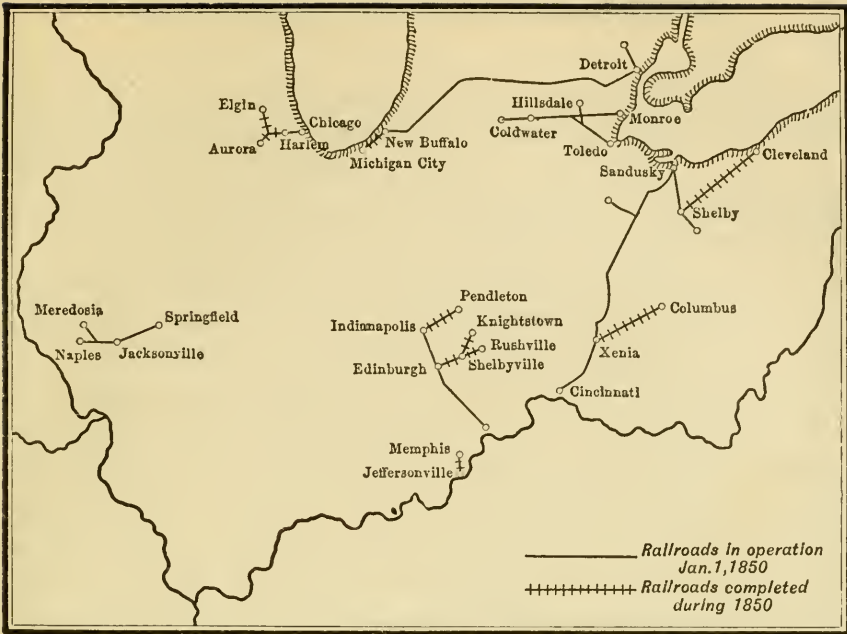 Detroit
Elgin
Hillsdale
Chicago
Monroe
Coldwater
Aurora
Harlem
New Buffalo
Michigan City
Toledo
Cleveland
Sandusky
Shelby
Pendleton
Meredosia
Springfield
Columbus
Indianapolis
Knightstown
Rushville
Naples
Jacksonville
Xenia
Edinburgh
Shelbyville
Cincinnati
Memphis
Jeffersonville
Railroads in operation
Jan.1,1850
Railroads completed
during 1850